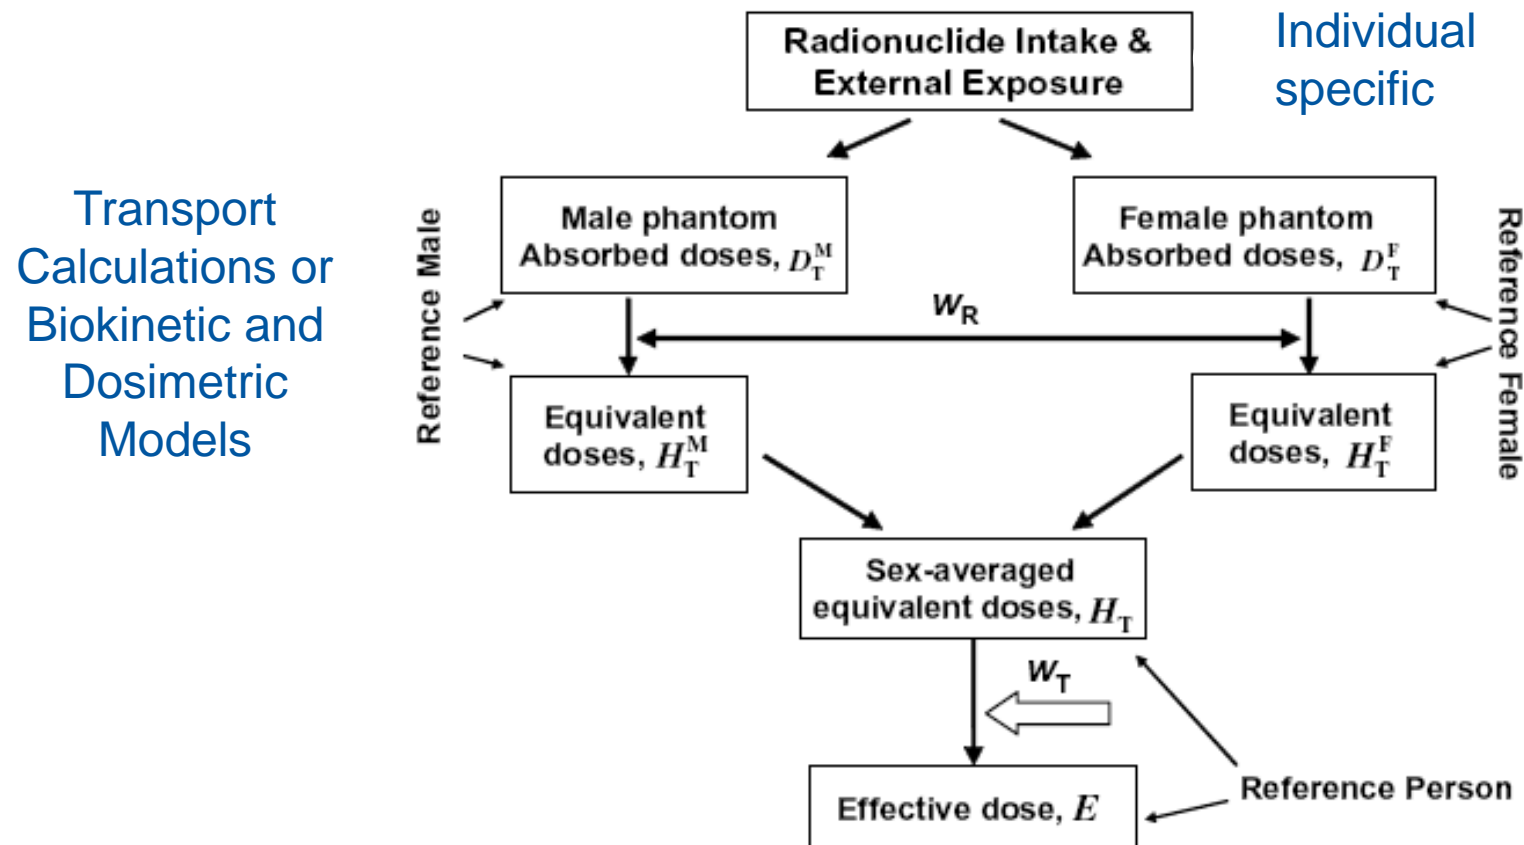 Radionuclide Intake &
External Exposure
Individual
specific
Transport
Calculations or
Biokinetic and
Dosimetric
Models
Reference Male
Male phantom
Absorbed doses, D_T^M
Female phantom
Absorbed doses, D_T^F
Reference Female
W_R
Equivalent
doses, H_T^M
Equivalent
doses, H_T^F
Sex-averaged
equivalent doses, H_T
W_T
Effective dose, E
Reference Person